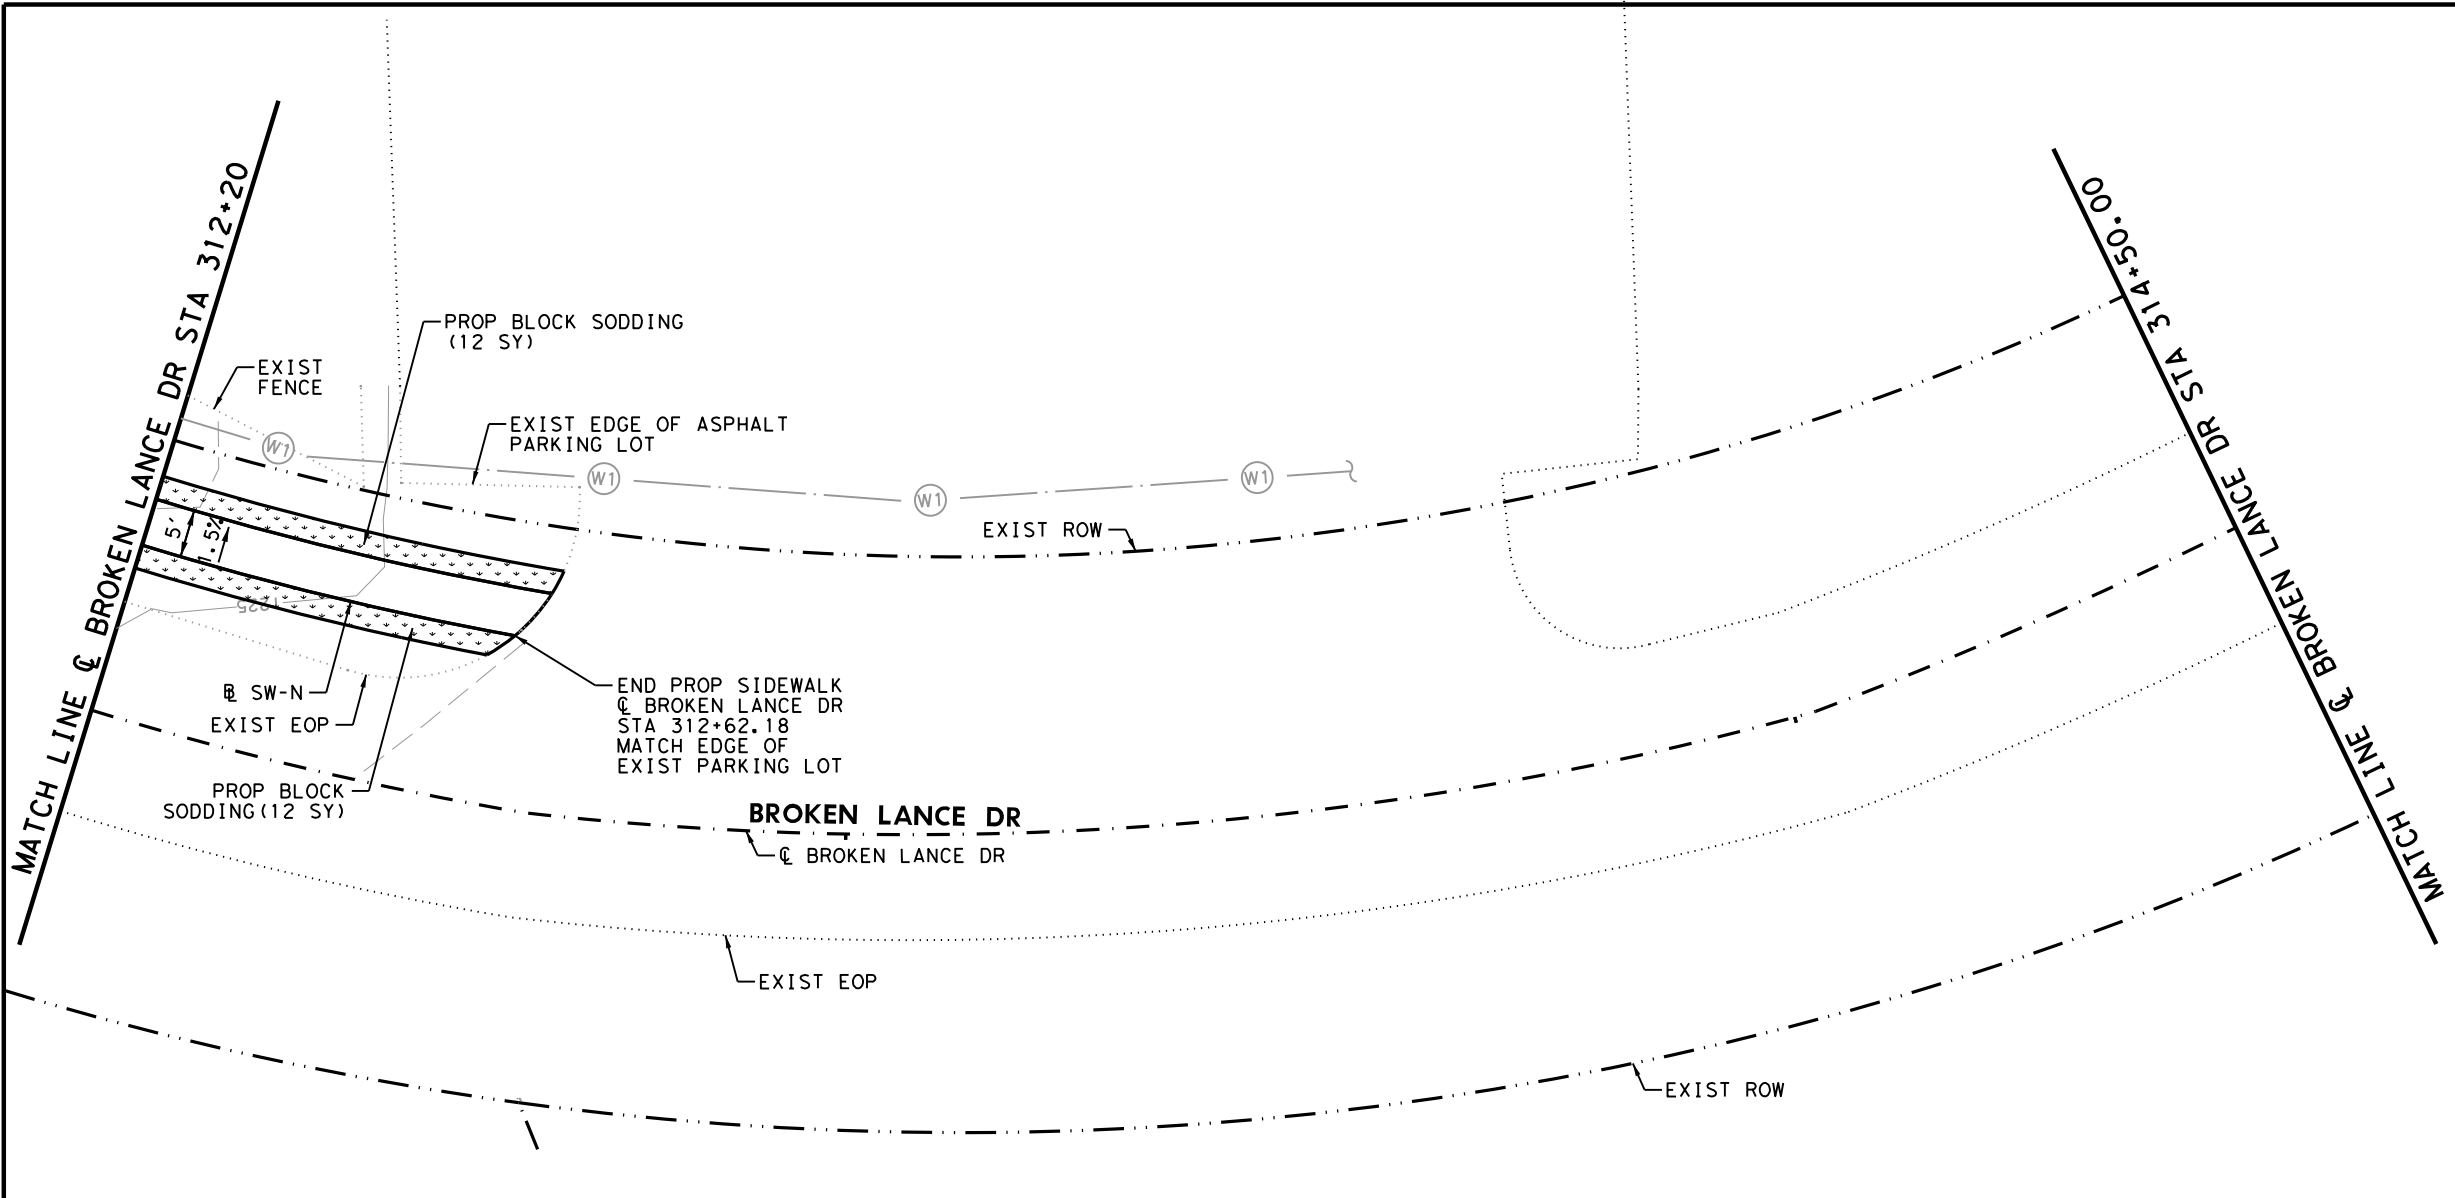 MATCH LINE ℄ BROKEN LANCE DR STA 312+20
EXIST
FENCE
PROP BLOCK SODDING
(12 SY)
EXIST EDGE OF ASPHALT
PARKING LOT
W1
W1
W1
W1
EXIST ROW
5'
1.5%
1225
℄ BROKEN LANCE DR
SW-N
EXIST EOP
PROP BLOCK
SODDING(12 SY)
END PROP SIDEWALK
℄ BROKEN LANCE DR
STA 312+62.18
MATCH EDGE OF
EXIST PARKING LOT
BROKEN LANCE DR
EXIST EOP
EXIST ROW
MATCH LINE ℄ BROKEN LANCE DR STA 314+50.00